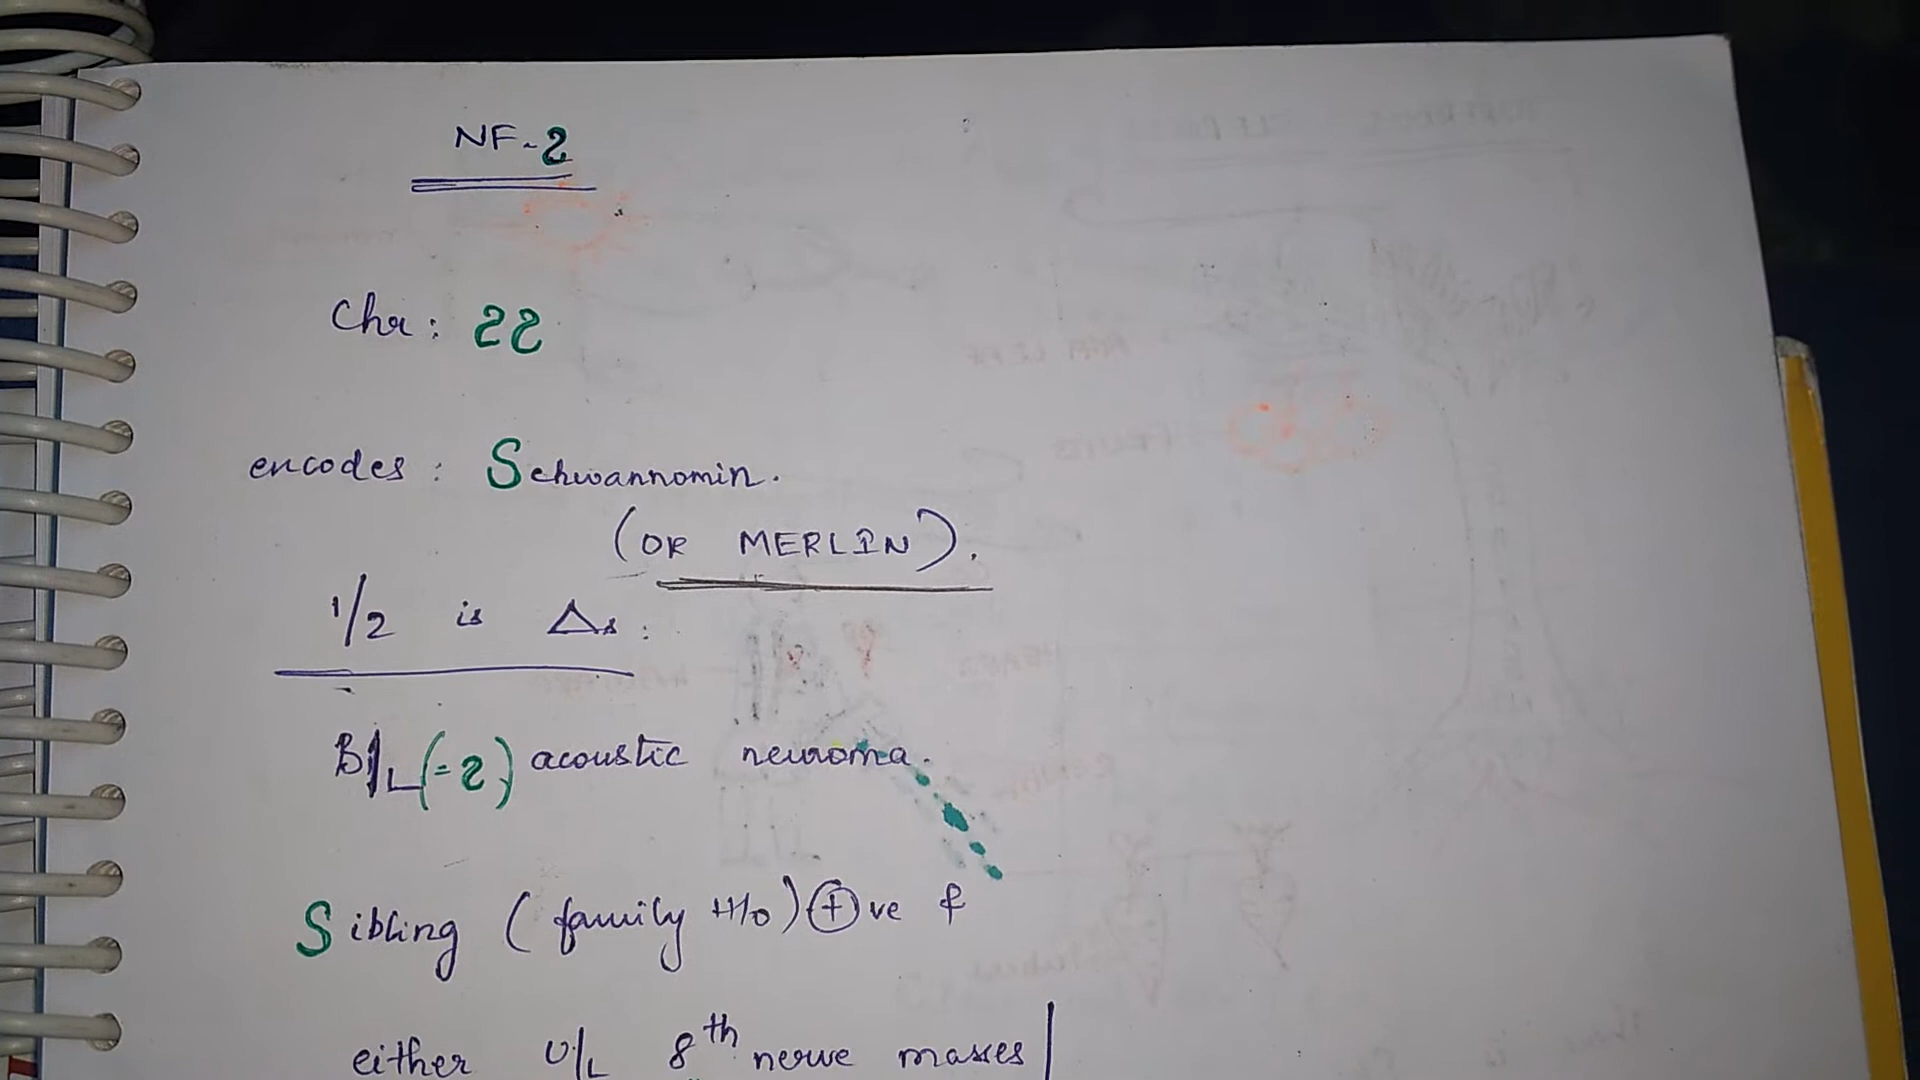 NF-2
Chr: 22
encodes: Schwannomin.
(OR MERLIN).
1/2 is Δs:
B/L (=2) acoustic neuroma.
Sibling (family H/o) ⊕ve &
either U/L 8th nerve masses/